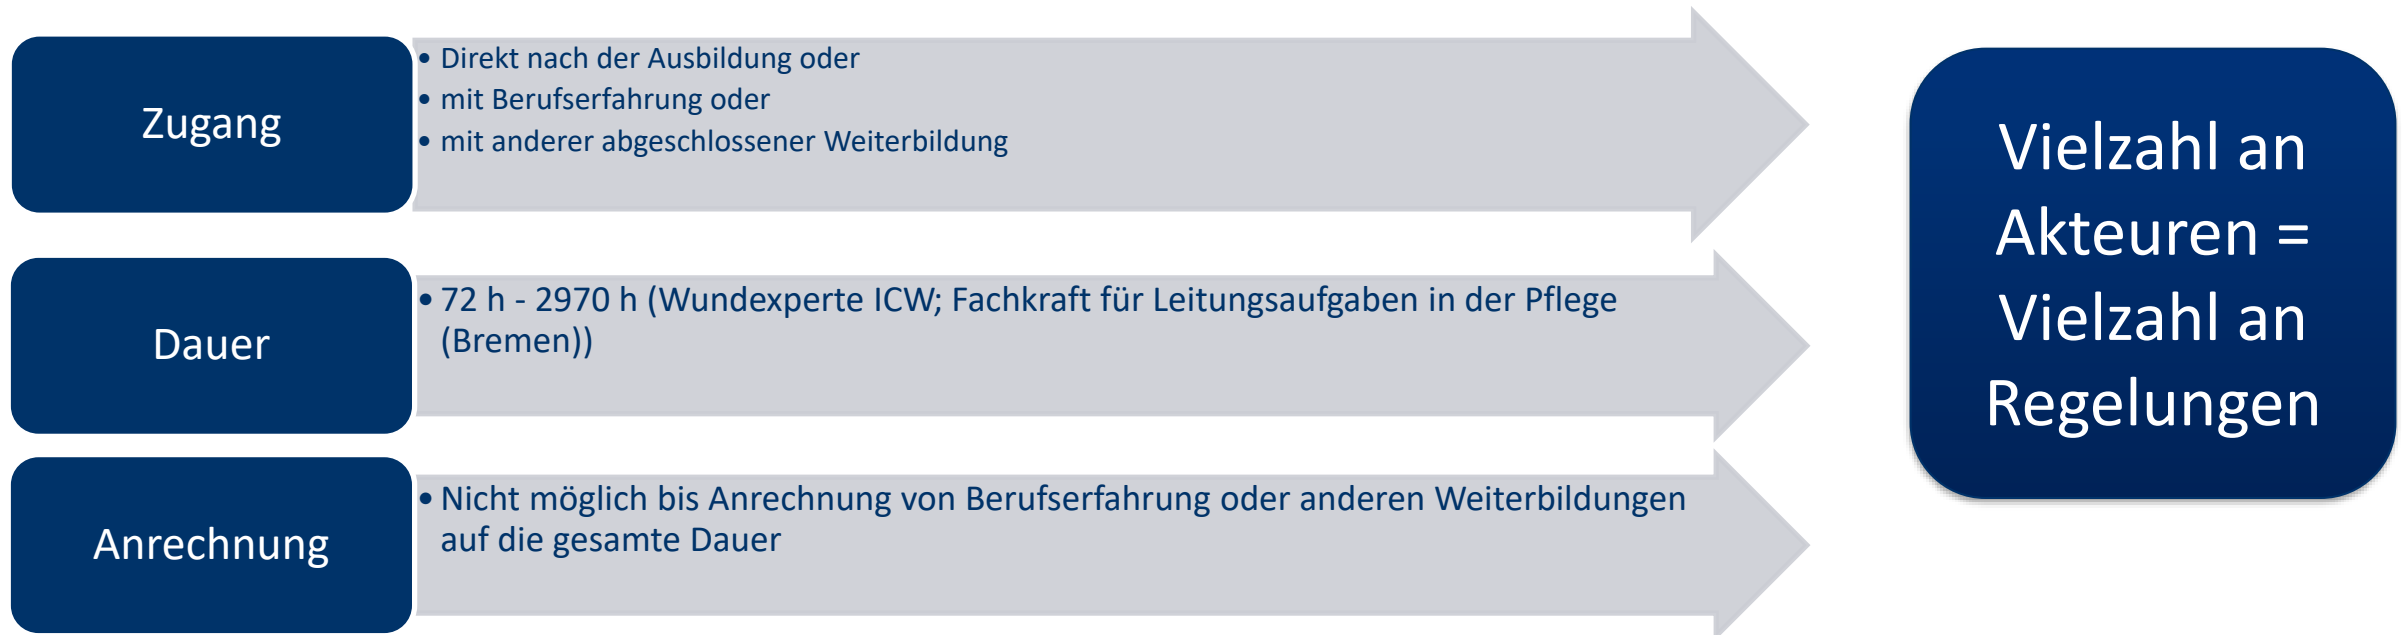 Zugang
• Direkt nach der Ausbildung oder
• mit Berufserfahrung oder
• mit anderer abgeschlossener Weiterbildung
Dauer
• 72 h - 2970 h (Wundexperte ICW; Fachkraft für Leitungsaufgaben in der Pflege
(Bremen))
Anrechnung
• Nicht möglich bis Anrechnung von Berufserfahrung oder anderen Weiterbildungen
auf die gesamte Dauer
Vielzahl an
Akteuren =
Vielzahl an
Regelungen